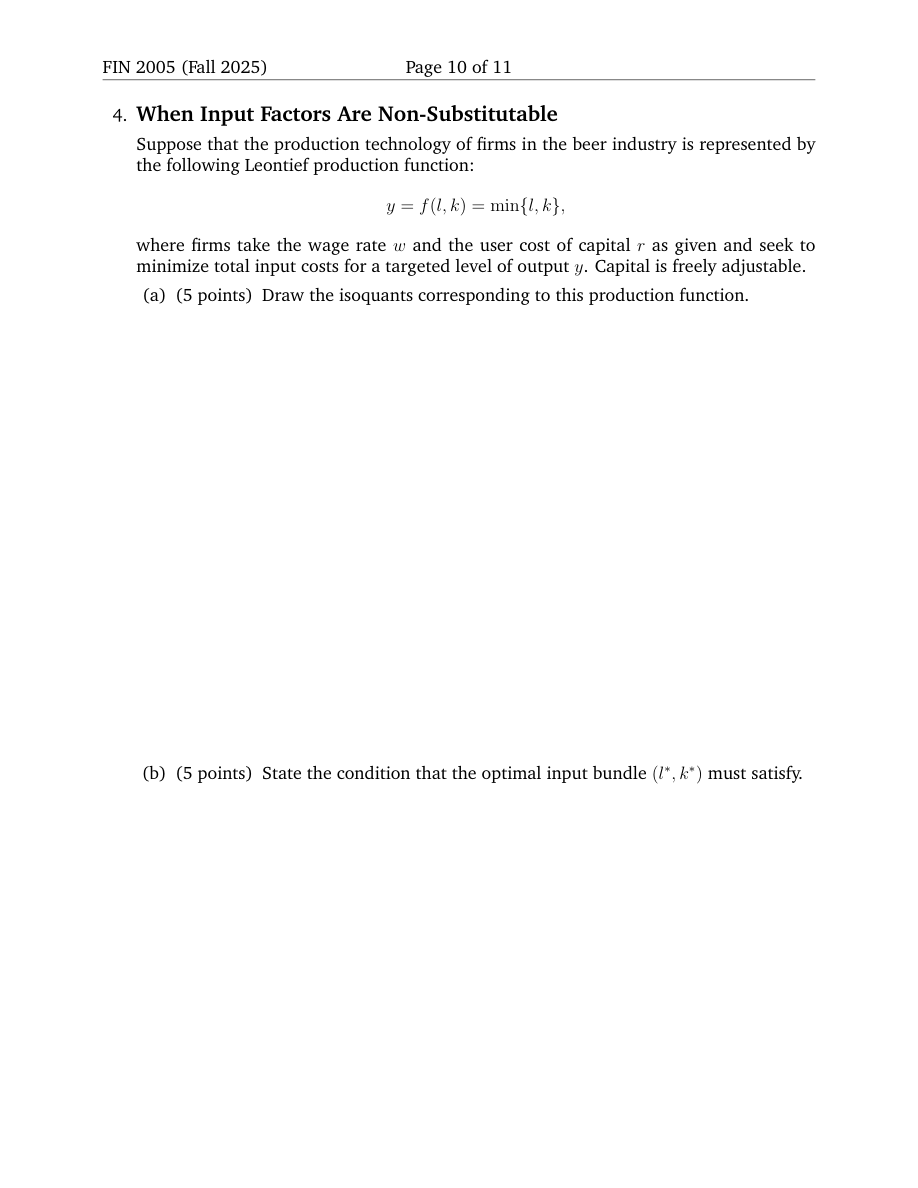 FIN 2005 (Fall 2025) Page 10 of 11
4. When Input Factors Are Non-Substitutable
Suppose that the production technology of firms in the beer industry is represented by
the following Leontief production function:
y = f(l, k) = min{l, k},
where firms take the wage rate w and the user cost of capital r as given and seek to
minimize total input costs for a targeted level of output y. Capital is freely adjustable.
(a) (5 points) Draw the isoquants corresponding to this production function.
(b) (5 points) State the condition that the optimal input bundle (l*, k*) must satisfy.